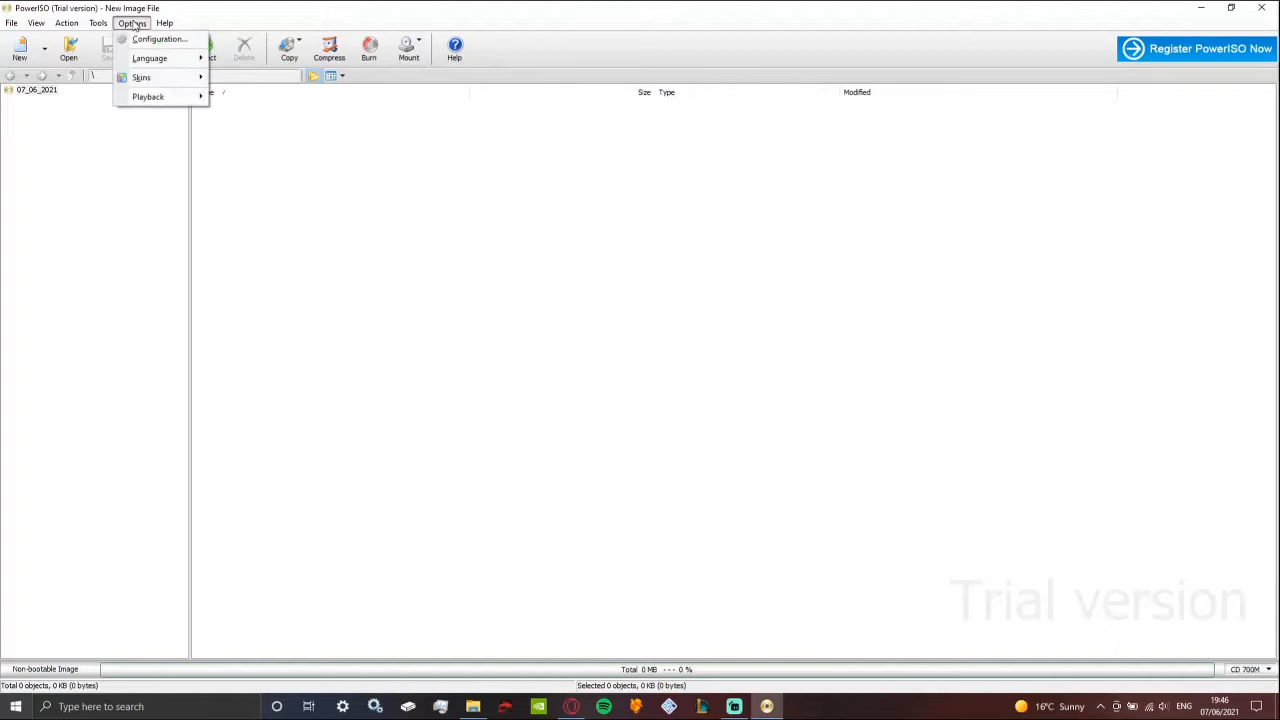 PowerISO (Trial version) - New Image File
File View Action Tools Options Help
New Open Delete Copy Compress Burn Mount Help
Register PowerISO Now
Configuration...
Language
Skins
Playback
\
07_06_2021
Size Type Modified
Trial version
Non-bootable Image Total 0 MB --- 0 % CD 700M
Total 0 objects, 0 KB (0 bytes) Selected 0 objects, 0 KB (0 bytes)
Type here to search 16°C Sunny ENG 19:46
07/06/2021